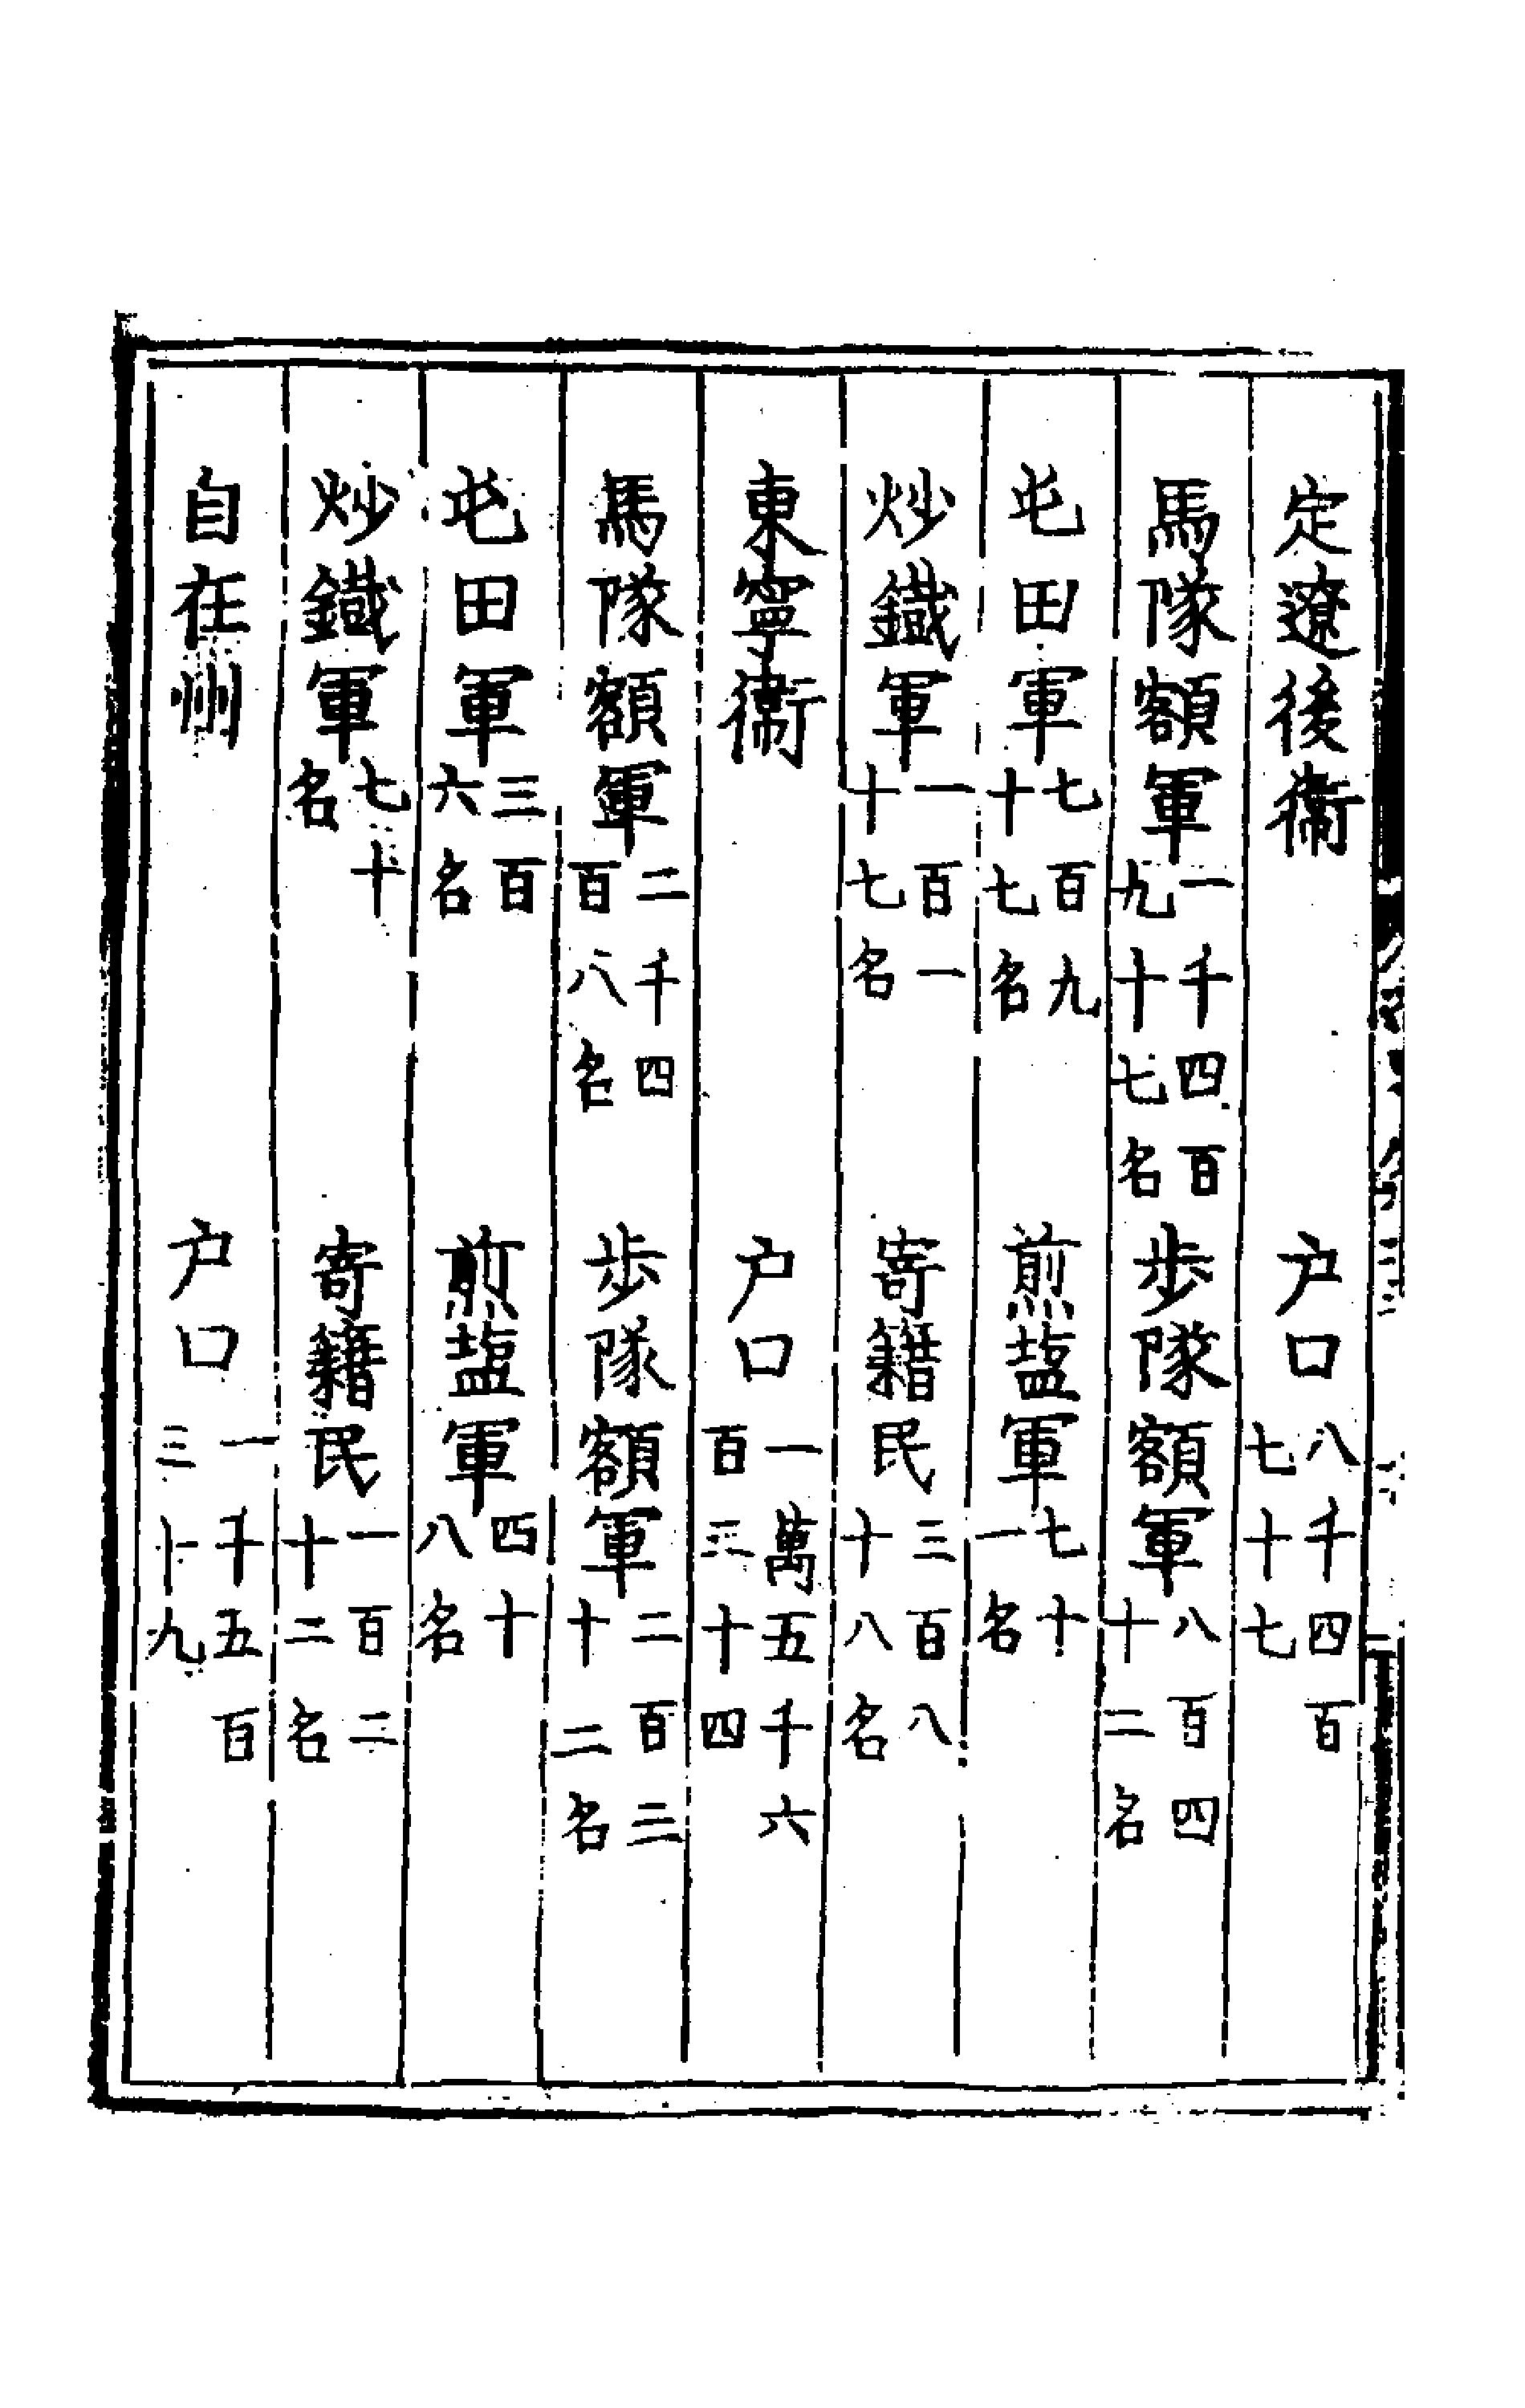 定遼後衞　户口八千四百七十七
馬隊額軍一千四百九十七名　步隊額軍八百四十二名
屯田軍七百九十七名　煎盐軍七十一名
炒鐡軍一百一十七名　寄籍民三百八十八名
東寧衞　户口一萬五千六百三十四
馬隊額軍二千四百八名　步隊額軍二百三十二名
屯田軍三百六名　煎盐軍四十八名
炒鐡軍七十名　寄籍民一百二十二名
自在州　户口一千五百三十九